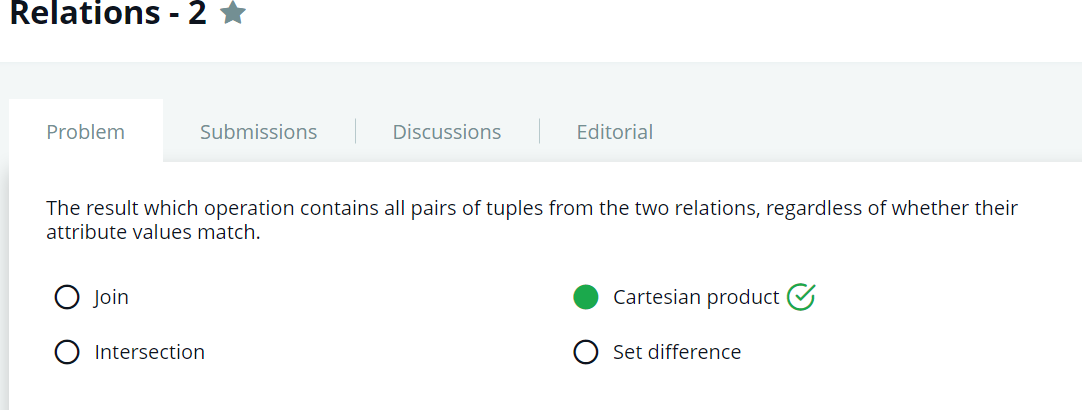 Relations - 2
Problem
Submissions
Discussions
Editorial
The result which operation contains all pairs of tuples from the two relations, regardless of whether their
attribute values match.
Join
Cartesian product
Intersection
Set difference